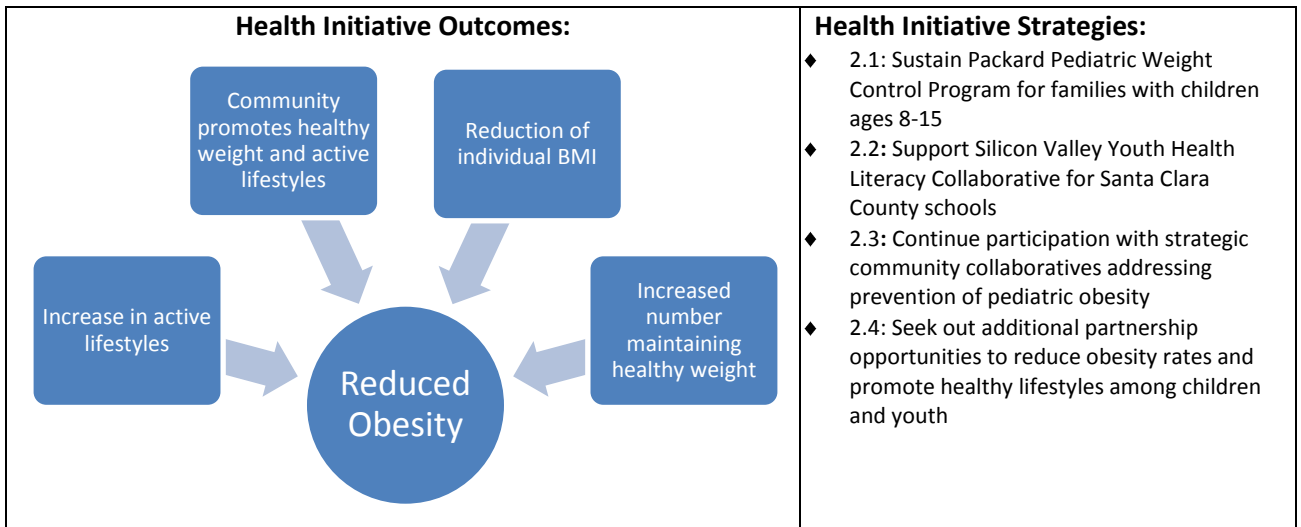 Health Initiative Outcomes:
Community
promotes healthy
weight and active
lifestyles
Reduction of
individual BMI
Increase in active
lifestyles
Increased
number
maintaining
healthy weight
Reduced
Obesity
Health Initiative Strategies:
♦ 2.1: Sustain Packard Pediatric Weight
Control Program for families with children
ages 8-15
♦ 2.2: Support Silicon Valley Youth Health
Literacy Collaborative for Santa Clara
County schools
♦ 2.3: Continue participation with strategic
community collaboratives addressing
prevention of pediatric obesity
♦ 2.4: Seek out additional partnership
opportunities to reduce obesity rates and
promote healthy lifestyles among children
and youth